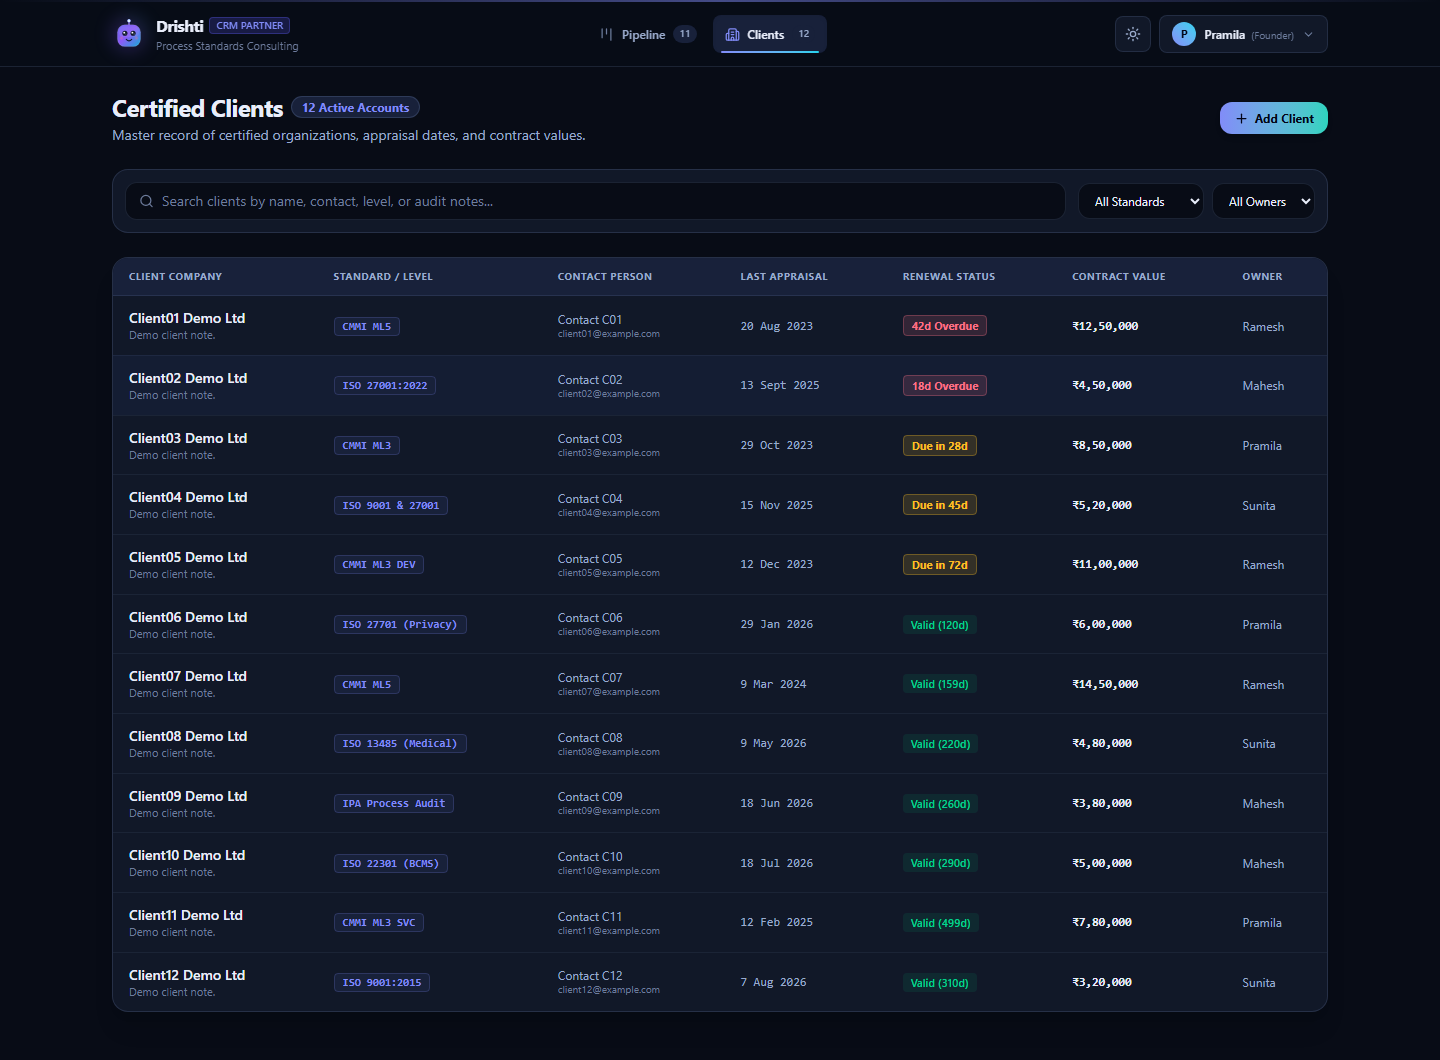 Drishti CRM PARTNER
Process Standards Consulting
Pipeline 11
Clients 12
P Pramila (Founder)
Certified Clients 12 Active Accounts
Master record of certified organizations, appraisal dates, and contract values.
+ Add Client
Search clients by name, contact, level, or audit notes...
All Standards
All Owners
CLIENT COMPANY STANDARD / LEVEL CONTACT PERSON LAST APPRAISAL RENEWAL STATUS CONTRACT VALUE OWNER
Client01 Demo Ltd CMMI ML5 Contact C01 20 Aug 2023 42d Overdue ₹12,50,000 Ramesh
Demo client note. client01@example.com
Client02 Demo Ltd ISO 27001:2022 Contact C02 13 Sept 2025 18d Overdue ₹4,50,000 Mahesh
Demo client note. client02@example.com
Client03 Demo Ltd CMMI ML3 Contact C03 29 Oct 2023 Due in 28d ₹8,50,000 Pramila
Demo client note. client03@example.com
Client04 Demo Ltd ISO 9001 & 27001 Contact C04 15 Nov 2025 Due in 45d ₹5,20,000 Sunita
Demo client note. client04@example.com
Client05 Demo Ltd CMMI ML3 DEV Contact C05 12 Dec 2023 Due in 72d ₹11,00,000 Ramesh
Demo client note. client05@example.com
Client06 Demo Ltd ISO 27701 (Privacy) Contact C06 29 Jan 2026 Valid (120d) ₹6,00,000 Pramila
Demo client note. client06@example.com
Client07 Demo Ltd CMMI ML5 Contact C07 9 Mar 2024 Valid (159d) ₹14,50,000 Ramesh
Demo client note. client07@example.com
Client08 Demo Ltd ISO 13485 (Medical) Contact C08 9 May 2026 Valid (220d) ₹4,80,000 Sunita
Demo client note. client08@example.com
Client09 Demo Ltd IPA Process Audit Contact C09 18 Jun 2026 Valid (260d) ₹3,80,000 Mahesh
Demo client note. client09@example.com
Client10 Demo Ltd ISO 22301 (BCMS) Contact C10 18 Jul 2026 Valid (290d) ₹5,00,000 Mahesh
Demo client note. client10@example.com
Client11 Demo Ltd CMMI ML3 SVC Contact C11 12 Feb 2025 Valid (499d) ₹7,80,000 Pramila
Demo client note. client11@example.com
Client12 Demo Ltd ISO 9001:2015 Contact C12 7 Aug 2026 Valid (310d) ₹3,20,000 Sunita
Demo client note. client12@example.com